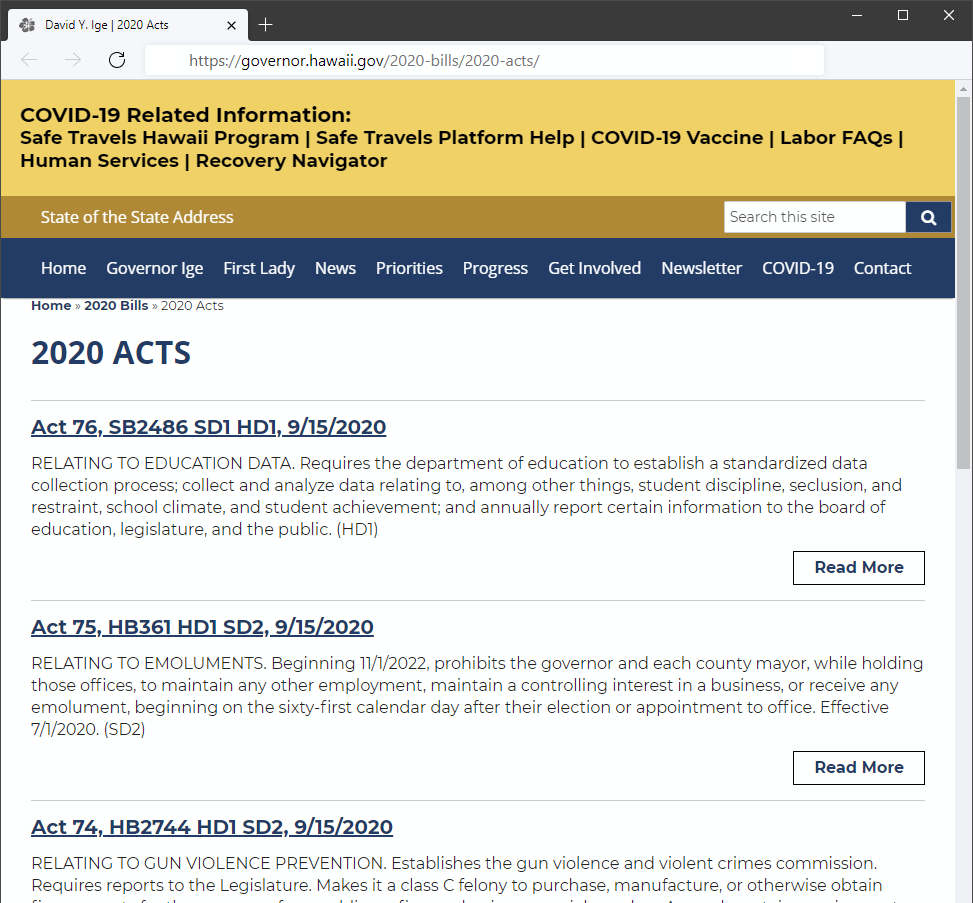 David Y. Ige | 2020 Acts
https://governor.hawaii.gov/2020-bills/2020-acts/
COVID-19 Related Information:
Safe Travels Hawaii Program | Safe Travels Platform Help | COVID-19 Vaccine | Labor FAQs |
Human Services | Recovery Navigator
State of the State Address
Search this site
Home Governor Ige First Lady News Priorities Progress Get Involved Newsletter COVID-19 Contact
Home » 2020 Bills » 2020 Acts
2020 ACTS
Act 76, SB2486 SD1 HD1, 9/15/2020
RELATING TO EDUCATION DATA. Requires the department of education to establish a standardized data
collection process; collect and analyze data relating to, among other things, student discipline, seclusion, and
restraint, school climate, and student achievement; and annually report certain information to the board of
education, legislature, and the public. (HD1)
Read More
Act 75, HB361 HD1 SD2, 9/15/2020
RELATING TO EMOLUMENTS. Beginning 11/1/2022, prohibits the governor and each county mayor, while holding
those offices, to maintain any other employment, maintain a controlling interest in a business, or receive any
emolument, beginning on the sixty-first calendar day after their election or appointment to office. Effective
7/1/2020. (SD2)
Read More
Act 74, HB2744 HD1 SD2, 9/15/2020
RELATING TO GUN VIOLENCE PREVENTION. Establishes the gun violence and violent crimes commission.
Requires reports to the Legislature. Makes it a class C felony to purchase, manufacture, or otherwise obtain